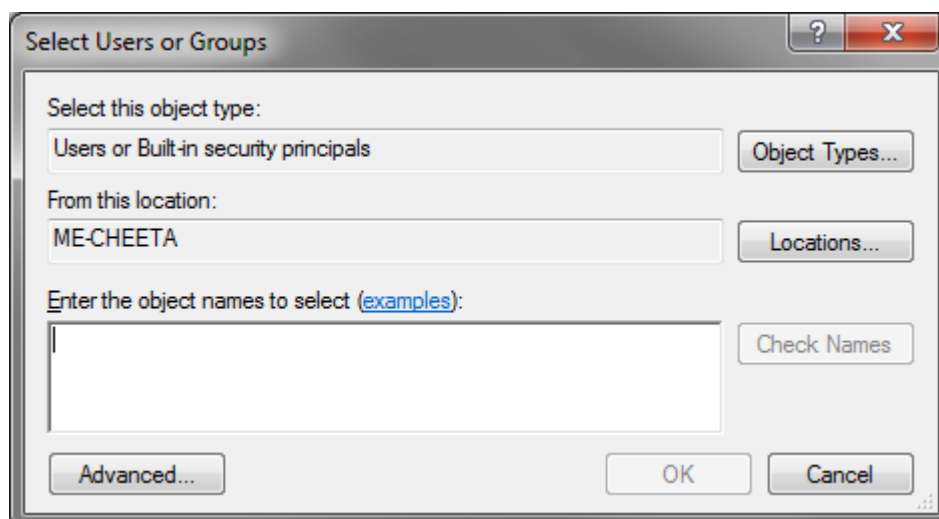 Select Users or Groups
?
Select this object type:
Users or Built-in security principals
Object Types...
From this location:
ME-CHEETA
Locations...
Enter the object names to select (examples):
Check Names
Advanced...
OK
Cancel